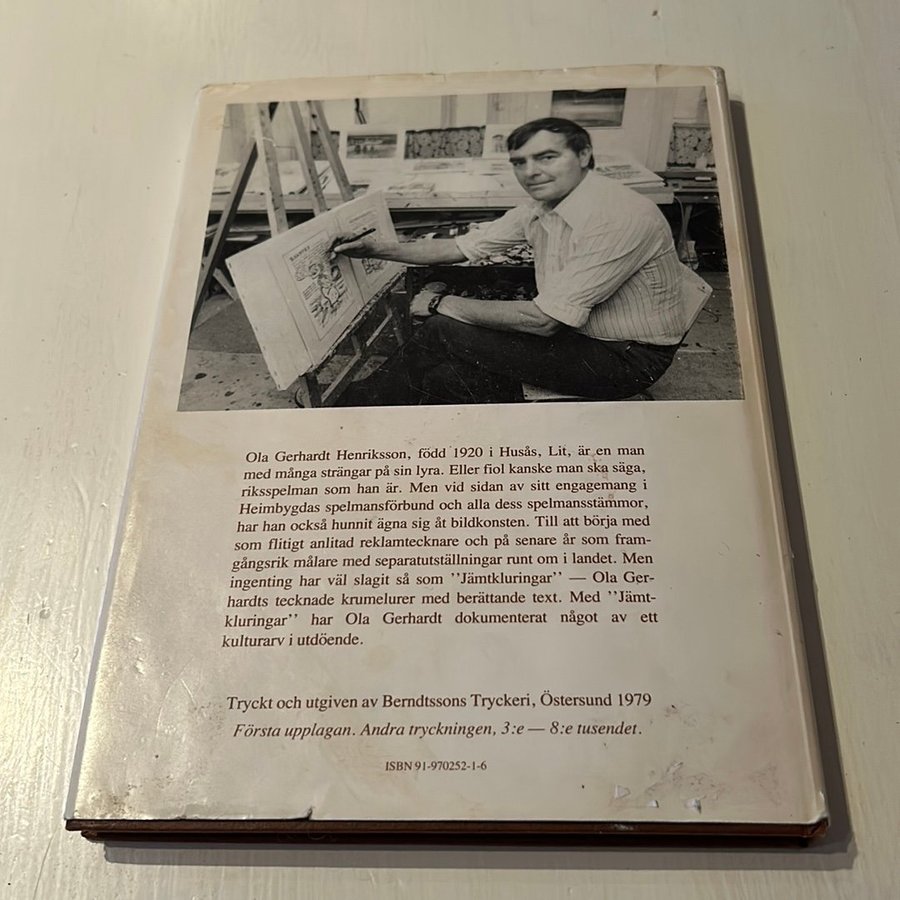 Ola Gerhardt Henriksson, född 1920 i Husås, Lit, är en man
med många strängar på sin lyra. Eller fiol kanske man ska säga,
riksspelman som han är. Men vid sidan av sitt engagemang i
Heimbygdas spelmansförbund och alla dess spelmansstämmor,
har han också hunnit ägna sig åt bildkonsten. Till att börja med
som flitigt anlitad reklamtecknare och på senare år som fram-
gångsrik målare med separatutställningar runt om i landet. Men
ingenting har väl slagit så som ''Jämtkluringar'' — Ola Ger-
hardts tecknade krumelurer med berättande text. Med ''Jämt-
kluringar'' har Ola Gerhardt dokumenterat något av ett
kulturarv i utdöende.
Tryckt och utgiven av Berndtssons Tryckeri, Östersund 1979
Första upplagan. Andra tryckningen, 3:e — 8:e tusendet.
ISBN 91-970252-1-6